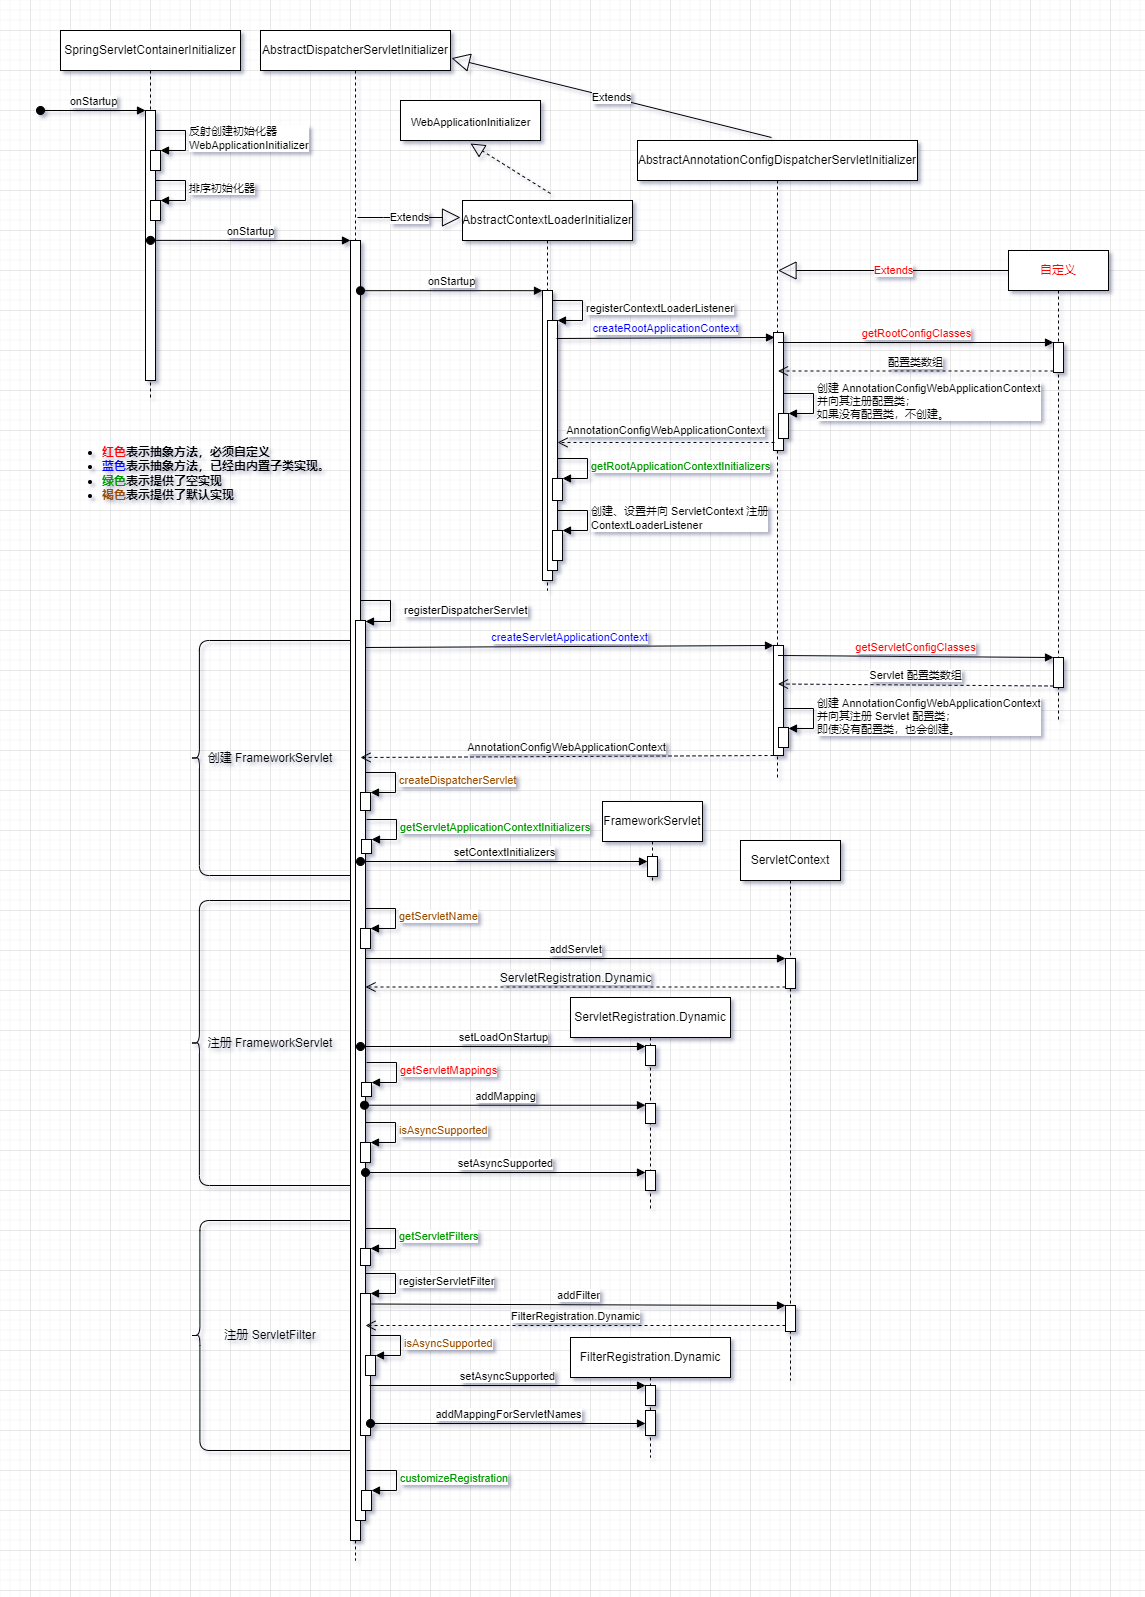 SpringServletContainerInitializer
AbstractDispatcherServletInitializer
Extends
onStartup
WebApplicationInitializer
反射创建初始化器
WebApplicationInitializer
AbstractAnnotationConfigDispatcherServletInitializer
排序初始化器
Extends
AbstractContextLoaderInitializer
onStartup
Extends
自定义
onStartup
registerContextLoaderListener
createRootApplicationContext
getRootConfigClasses
配置类数组
创建 AnnotationConfigWebApplicationContext
并向其注册配置类；
如果没有配置类，不创建。
AnnotationConfigWebApplicationContext
红色表示抽象方法，必须自定义
蓝色表示抽象方法，已经由内置子类实现。
绿色表示提供了空实现
褐色表示提供了默认实现
getRootApplicationContextInitializers
创建、设置并向 ServletContext 注册
ContextLoaderListener
registerDispatcherServlet
createServletApplicationContext
getServletConfigClasses
Servlet 配置类数组
创建 AnnotationConfigWebApplicationContext
并向其注册 Servlet 配置类；
即使没有配置类，也会创建。
AnnotationConfigWebApplicationContext
创建 FrameworkServlet
createDispatcherServlet
FrameworkServlet
getServletApplicationContextInitializers
setContextInitializers
ServletContext
getServletName
addServlet
ServletRegistration.Dynamic
ServletRegistration.Dynamic
setLoadOnStartup
注册 FrameworkServlet
getServletMappings
addMapping
isAsyncSupported
setAsyncSupported
getServletFilters
registerServletFilter
addFilter
FilterRegistration.Dynamic
注册 ServletFilter
isAsyncSupported
FilterRegistration.Dynamic
setAsyncSupported
addMappingForServletNames
customizeRegistration